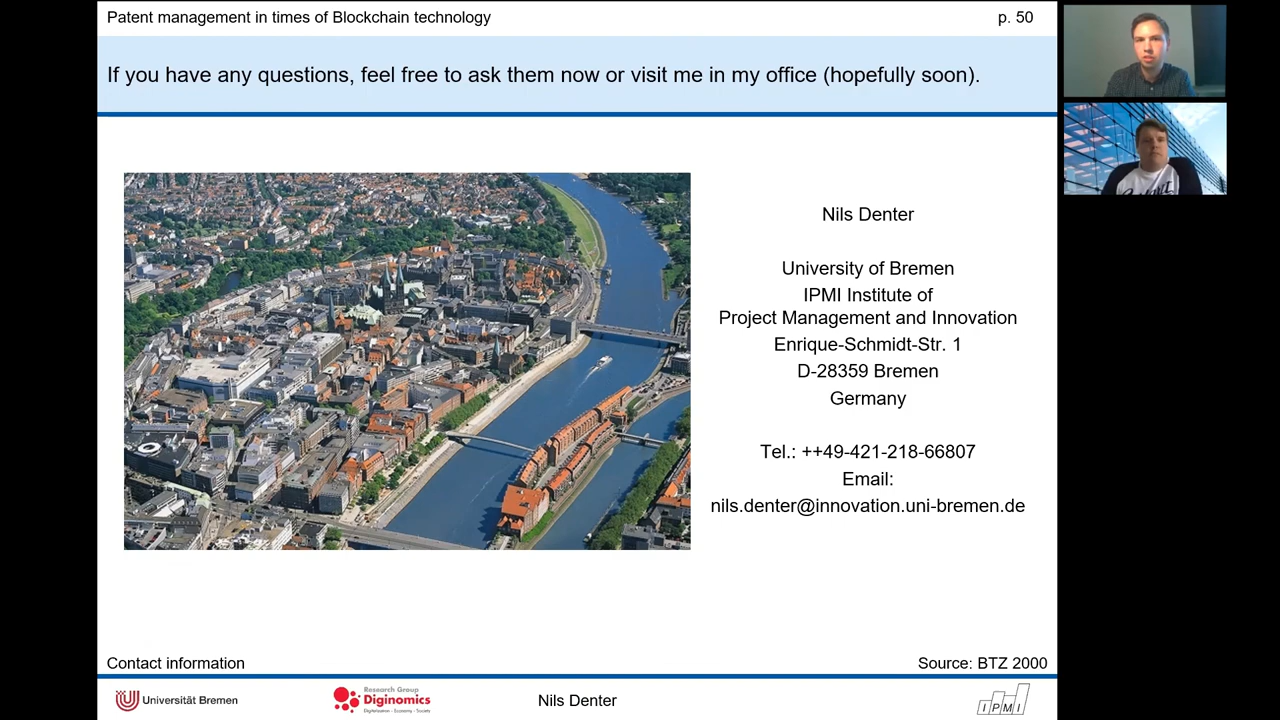 Patent management in times of Blockchain technology
p. 50
If you have any questions, feel free to ask them now or visit me in my office (hopefully soon).
Nils Denter
University of Bremen
IPMI Institute of
Project Management and Innovation
Enrique-Schmidt-Str. 1
D-28359 Bremen
Germany
Tel.: ++49-421-218-66807
Email:
nils.denter@innovation.uni-bremen.de
Contact information
Source: BTZ 2000
Universität Bremen
Research Group
Diginomics
Digitalization - Economy - Society
Nils Denter
IPMI